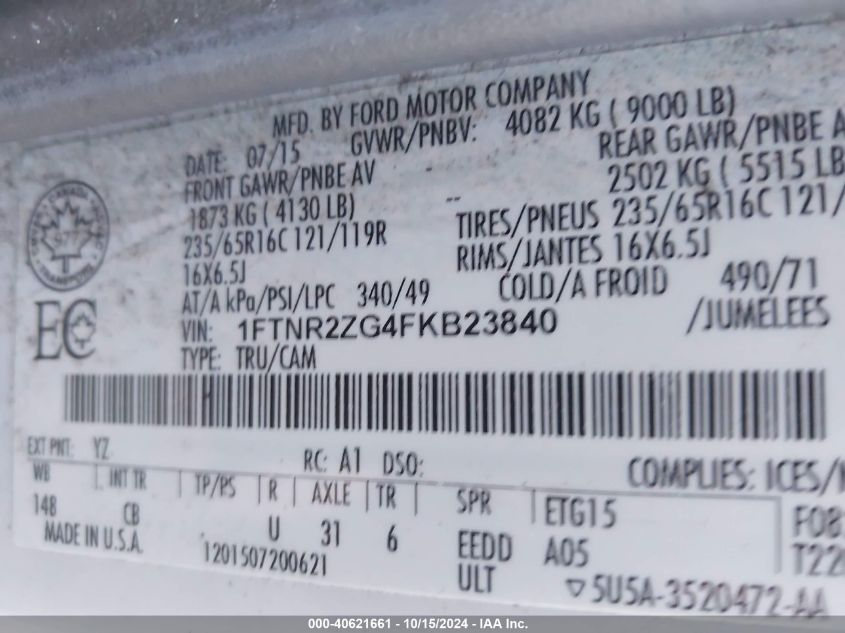 MFD. BY FORD MOTOR COMPANY
DATE: 07/15 GVWR/PNBV: 4082 KG ( 9000 LB)
FRONT GAWR/PNBE AV REAR GAWR/PNBE A
1873 KG ( 4130 LB) -- 2502 KG ( 5515 LB
235/65R16C 121/119R TIRES/PNEUS 235/65R16C 121/
16X6.5J RIMS/JANTES 16X6.5J
AT/A kPa/PSI/LPC 340/49 COLD/A FROID 490/71
VIN: 1FTNR2ZG4FKB23840 /JUMELEES
TYPE: TRU/CAM
EC
EXT PNT: YZ RC: A1 DSO: COMPLIES: ICES/
WB INT TR TP/PS R AXLE TR SPR ETG15 F08
148 CB U 31 6 EEDD A05 T220
MADE IN U.S.A. 1201507200621 ULT 5U5A-3520472-AA
000-40621661 - 10/15/2024 - IAA Inc.